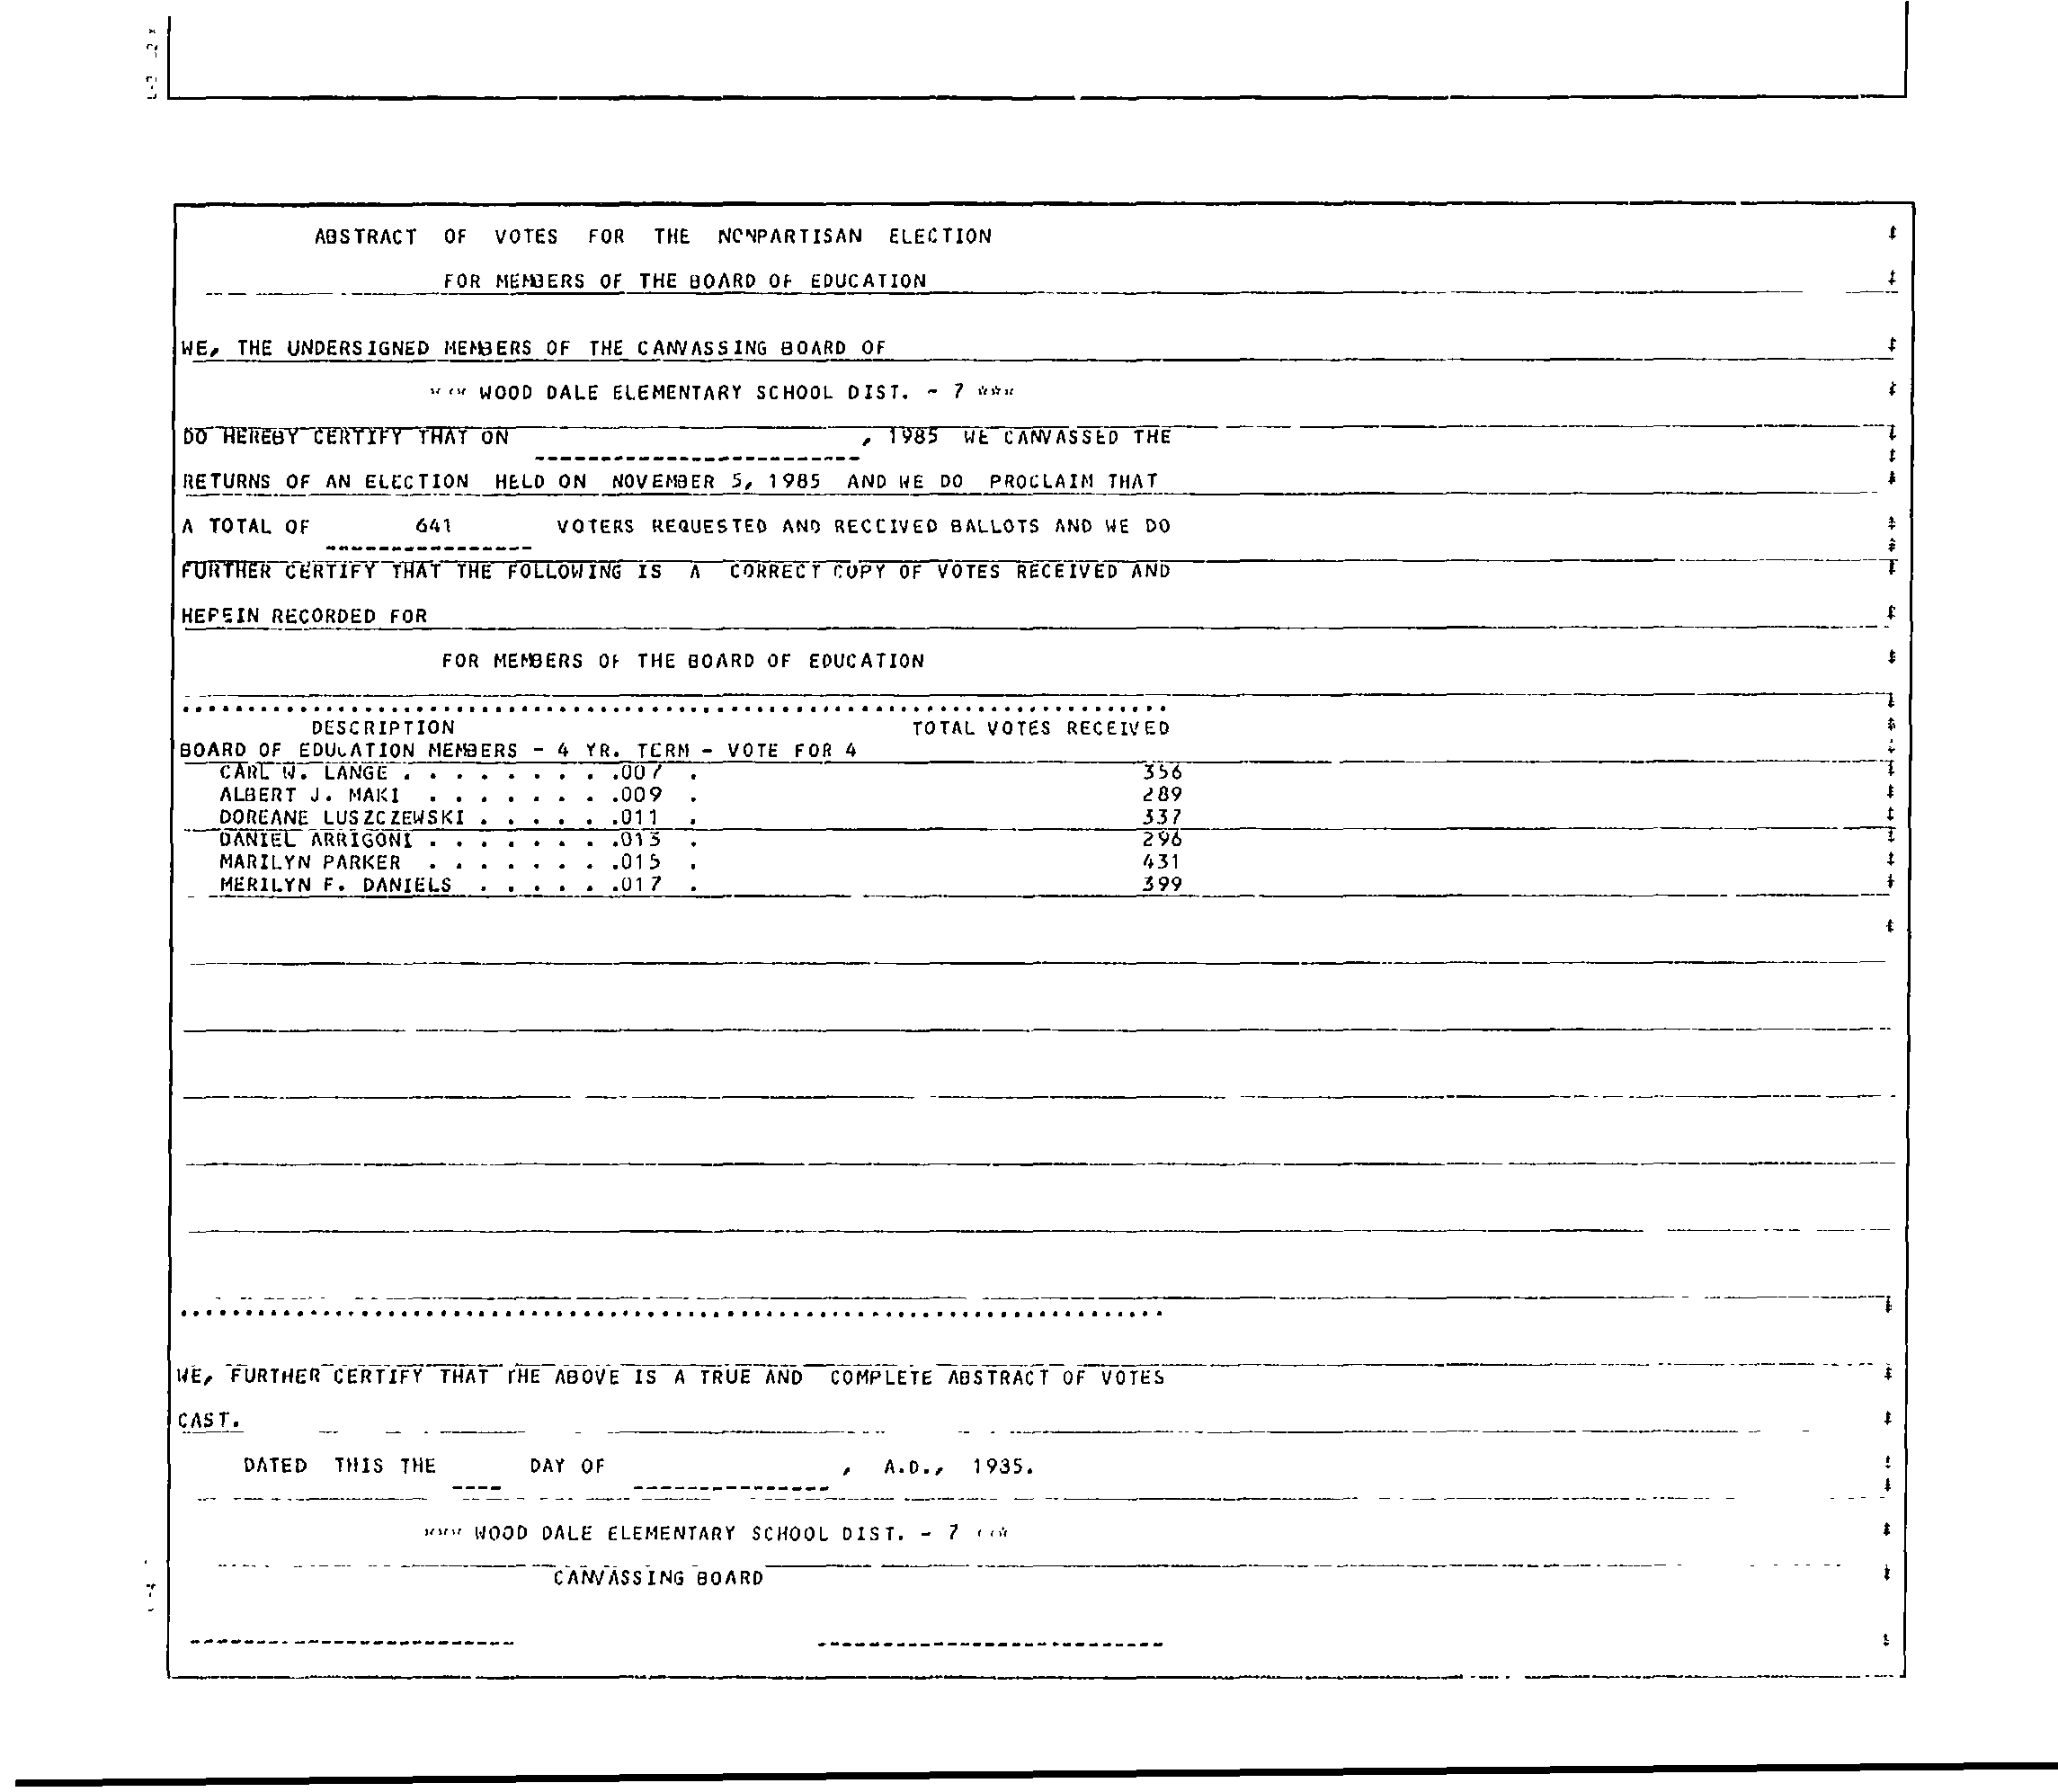 ABSTRACT OF VOTES FOR THE NONPARTISAN ELECTION
FOR MEMBERS OF THE BOARD OF EDUCATION
WE, THE UNDERSIGNED MEMBERS OF THE CANVASSING BOARD OF
*** WOOD DALE ELEMENTARY SCHOOL DIST. - 7 ***
DO HEREBY CERTIFY THAT ON _________________________, 1985 WE CANVASSED THE
RETURNS OF AN ELECTION HELD ON NOVEMBER 5, 1985 AND WE DO PROCLAIM THAT
A TOTAL OF 641 VOTERS REQUESTED AND RECEIVED BALLOTS AND WE DO
FURTHER CERTIFY THAT THE FOLLOWING IS A CORRECT COPY OF VOTES RECEIVED AND
HEREIN RECORDED FOR
FOR MEMBERS OF THE BOARD OF EDUCATION
DESCRIPTION TOTAL VOTES RECEIVED
BOARD OF EDUCATION MEMBERS - 4 YR. TERM - VOTE FOR 4
CARL W. LANGE . . . . . . . . .007 . 356
ALBERT J. MAKI . . . . . . . .009 . 289
DOREANE LUSZCZEWSKI . . . . . .011 . 337
DANIEL ARRIGONI . . . . . . . .013 . 296
MARILYN PARKER . . . . . . . .015 . 431
MERILYN F. DANIELS . . . . . .017 . 399
WE, FURTHER CERTIFY THAT THE ABOVE IS A TRUE AND COMPLETE ABSTRACT OF VOTES
CAST.
DATED THIS THE ____ DAY OF _______________, A.D., 1985.
*** WOOD DALE ELEMENTARY SCHOOL DIST. - 7 ***
CANVASSING BOARD